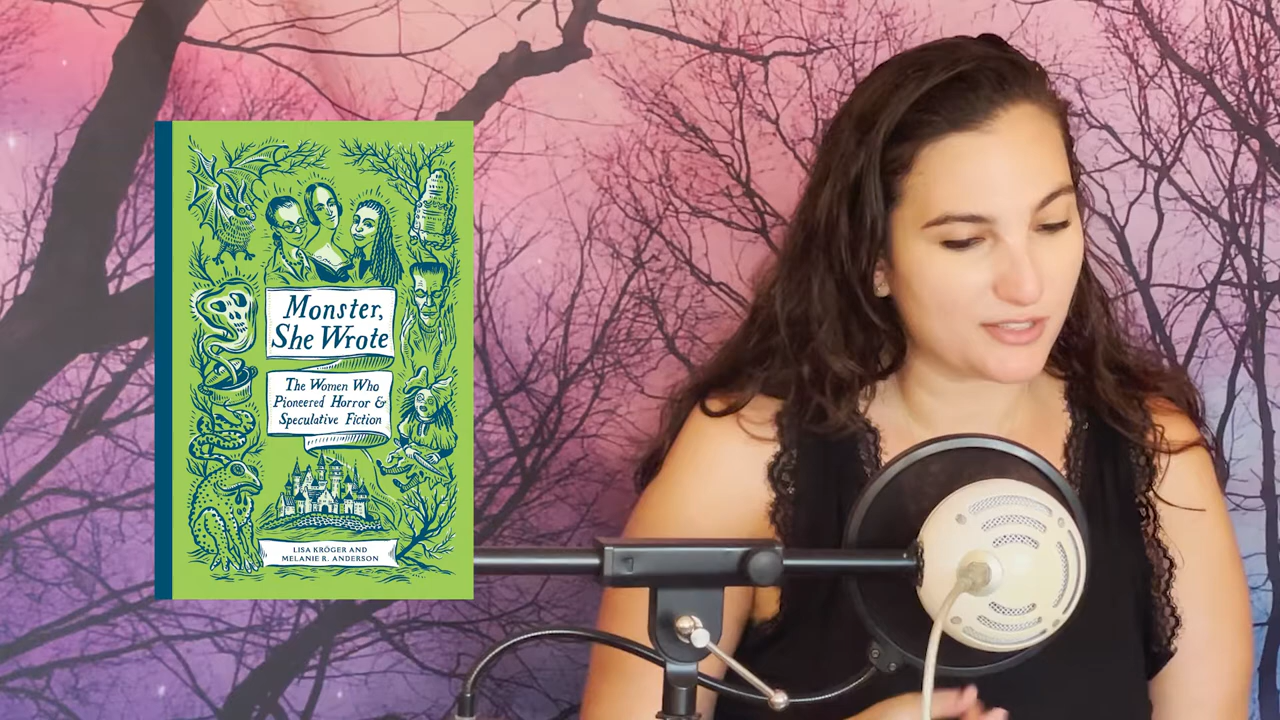 Monster,
She Wrote
The Women Who
Pioneered Horror &
Speculative Fiction
LISA KRÖGER AND
MELANIE R. ANDERSON